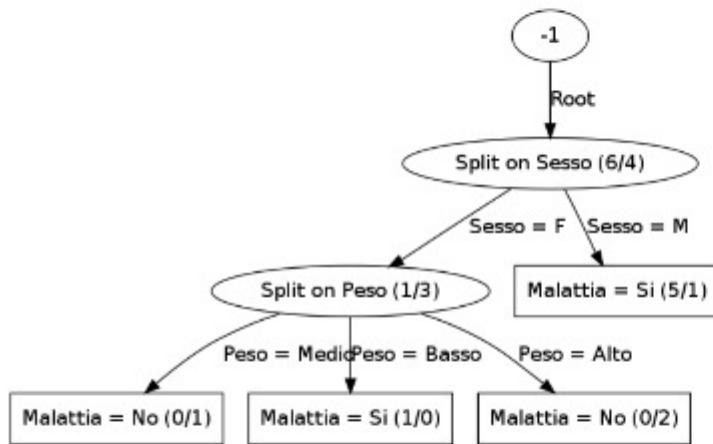 -1
Root
Split on Sesso (6/4)
Sesso = F
Sesso = M
Split on Peso (1/3)
Malattia = Si (5/1)
Peso = Medio
Peso = Basso
Peso = Alto
Malattia = No (0/1)
Malattia = Si (1/0)
Malattia = No (0/2)